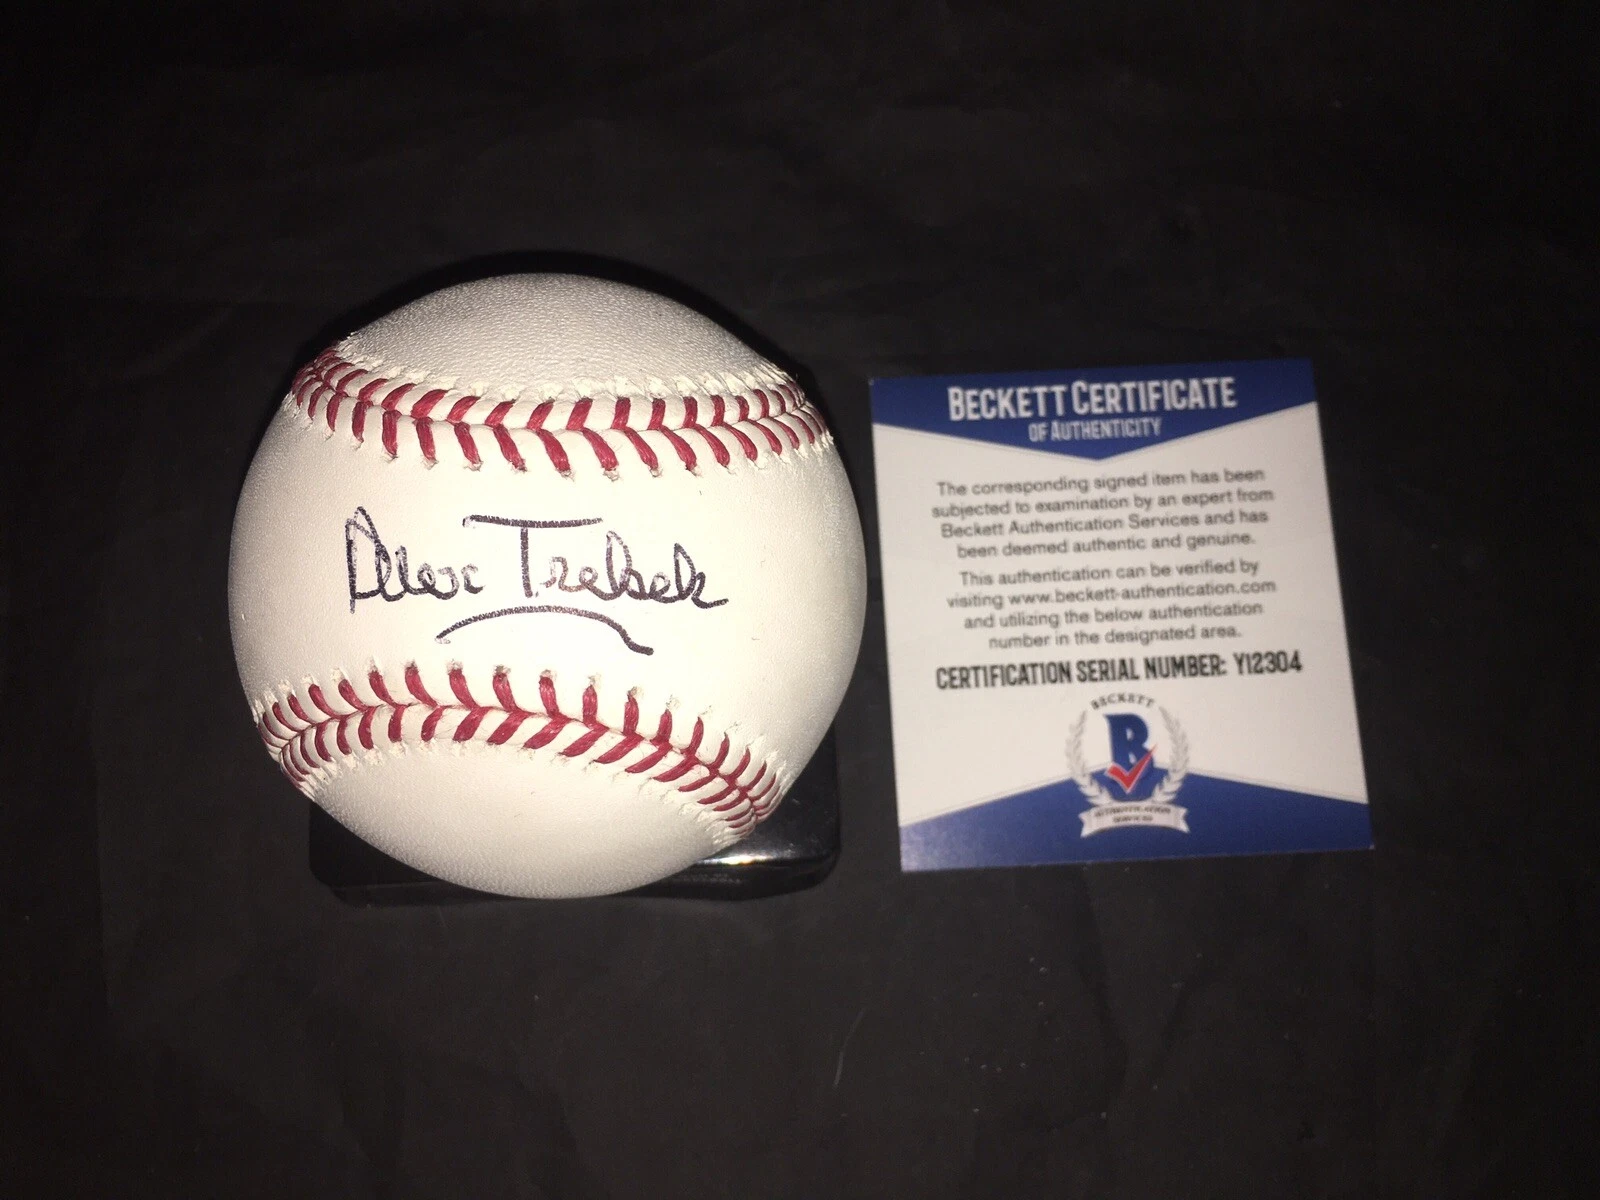 Alex Trebek
BECKETT CERTIFICATE
OF AUTHENTICITY
The corresponding signed item has been
subjected to examination by an expert from
Beckett Authentication Services and has
been deemed authentic and genuine.
This authentication can be verified by
visiting www.beckett-authentication.com
and utilizing the below authentication
number in the designated area.
CERTIFICATION SERIAL NUMBER: Y12304
BECKETT
B
AUTHENTICATION
SERVICES